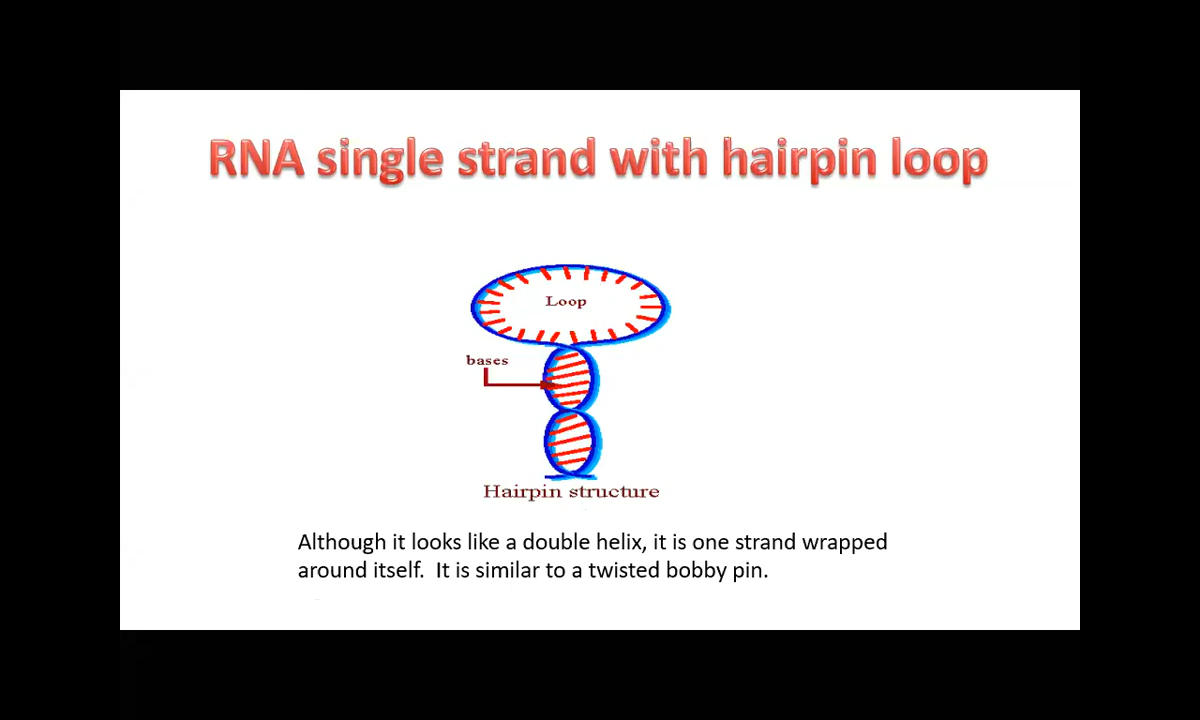 RNA single strand with hairpin loop
Loop
bases
Hairpin structure
Although it looks like a double helix, it is one strand wrapped
around itself.  It is similar to a twisted bobby pin.